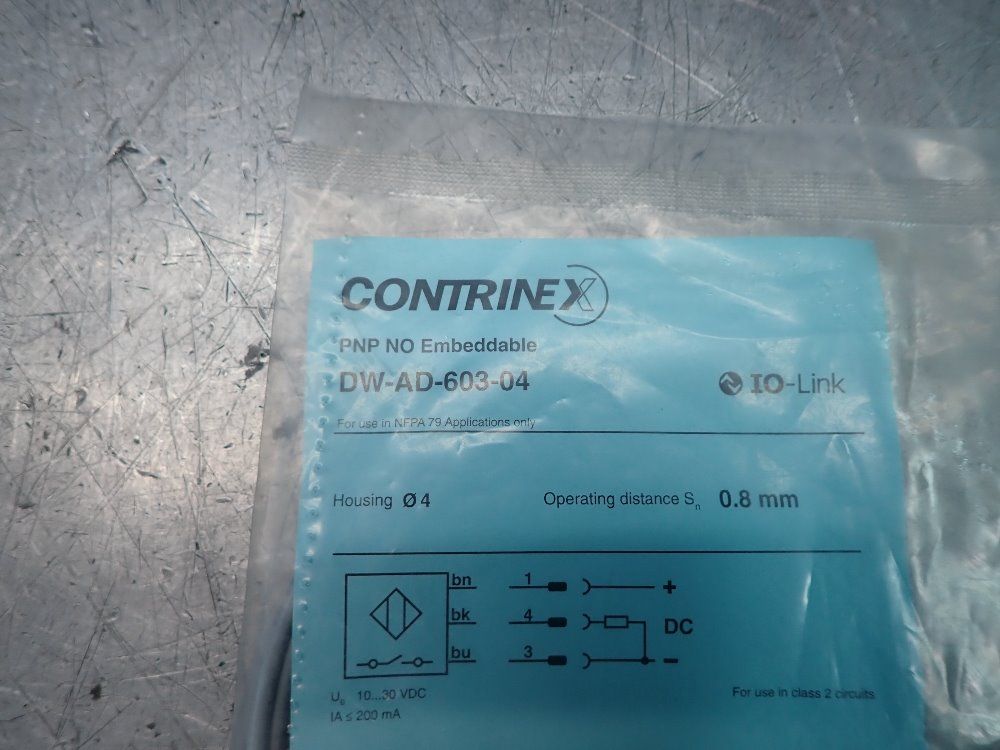 CONTRINEX
PNP NO Embeddable
DW-AD-603-04
IO-Link
For use in NFPA 79 Applications only
Housing Ø 4 Operating distance Sn 0.8 mm
bn 1 +
bk 4 DC
bu 3 −
UB 10...30 VDC
IA ≤ 200 mA
For use in class 2 circuits